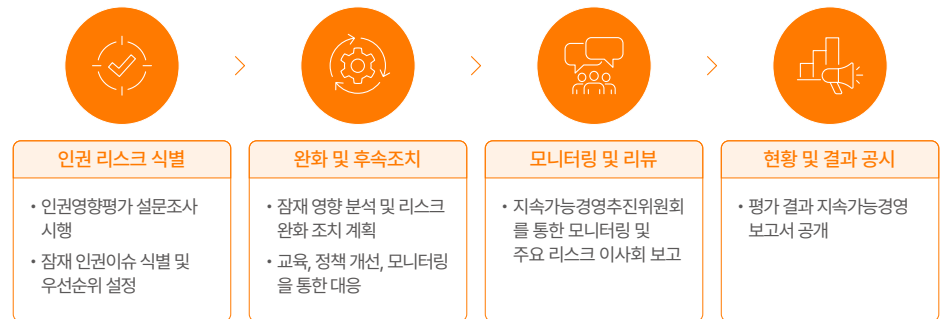 인권 리스크 식별
• 인권영향평가 설문조사
시행
• 잠재 인권이슈 식별 및
우선순위 설정
완화 및 후속조치
• 잠재 영향 분석 및 리스크
완화 조치 계획
• 교육, 정책 개선, 모니터링
을 통한 대응
모니터링 및 리뷰
• 지속가능경영추진위원회
를 통한 모니터링 및
주요 리스크 이사회 보고
현황 및 결과 공시
• 평가 결과 지속가능경영
보고서 공개